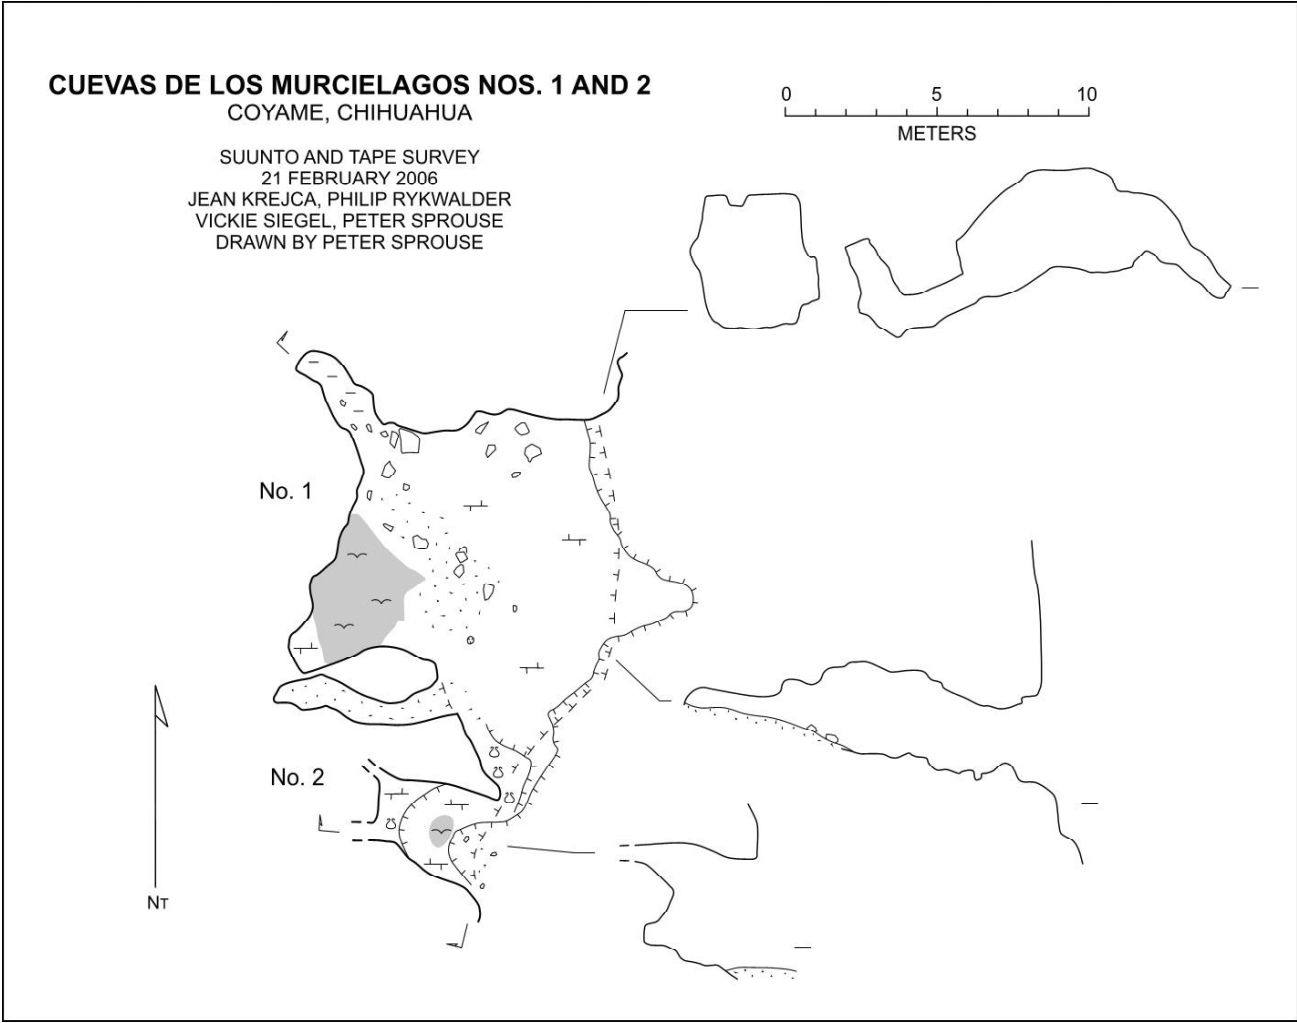 CUEVAS DE LOS MURCIELAGOS NOS. 1 AND 2
COYAME, CHIHUAHUA
SUUNTO AND TAPE SURVEY
21 FEBRUARY 2006
JEAN KREJCA, PHILIP RYKWALDER
VICKIE SIEGEL, PETER SPROUSE
DRAWN BY PETER SPROUSE
0 5 10
METERS
No. 1
No. 2
NT